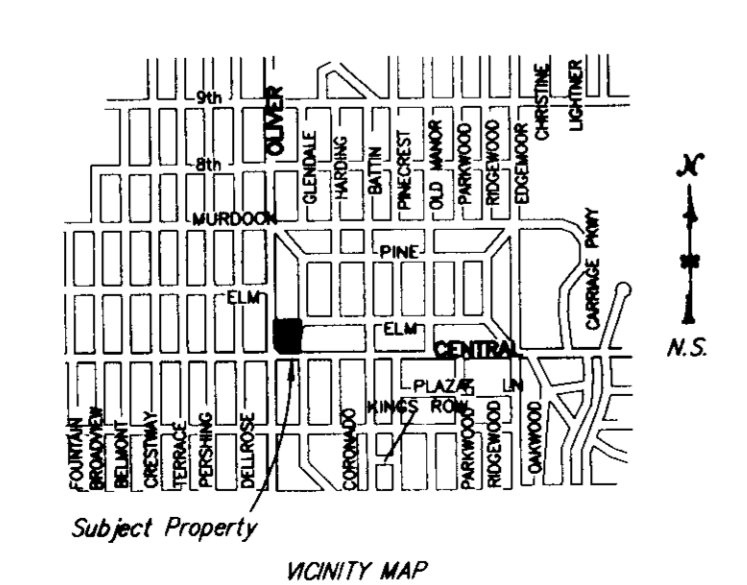 9th
OLIVER
CHRISTINE
LIGHTNER
8th
GLENDALE
HARDING
BATTIN
PINECREST
OLD MANOR
PARKWOOD
RIDGEWOOD
EDGEMOOR
N
MURDOCK
PINE
CARRIAGE PKWY
ELM
ELM
CENTRAL
N.S.
PLAZA LN
KINGS ROW
FOUNTAIN
BROADVIEW
BELMONT
CRESTWAY
TERRACE
PERSHING
DELLROSE
CORONADO
PARKWOOD
RIDGEWOOD
OAKWOOD
Subject Property
VICINITY MAP